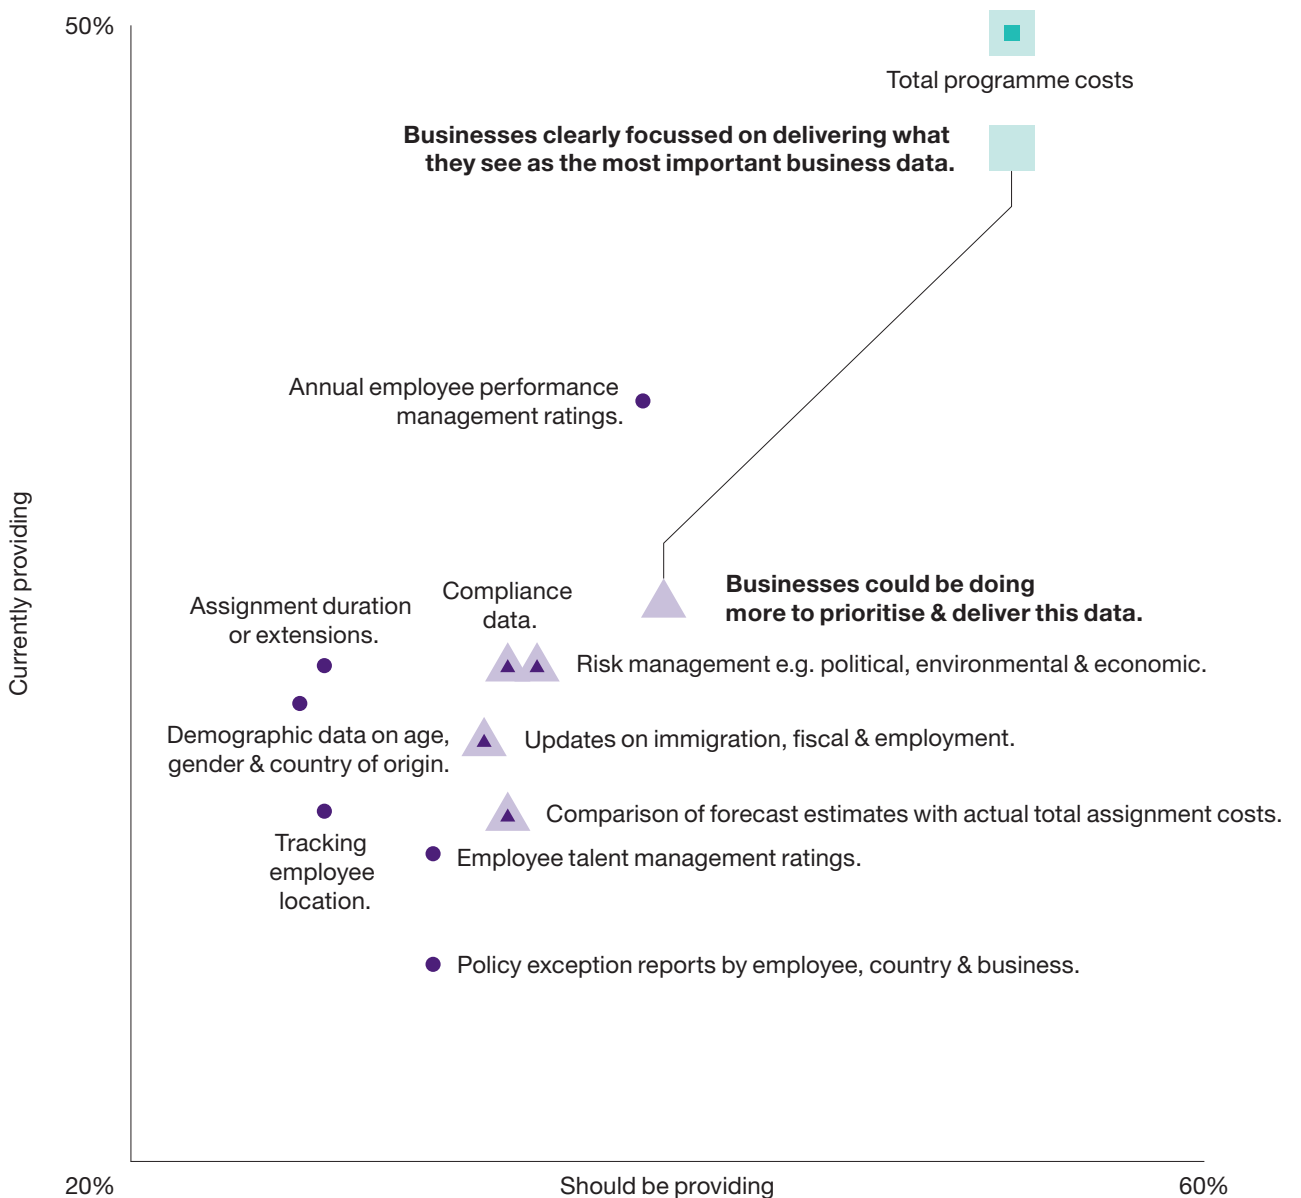 50%
Total programme costs
Businesses clearly focussed on delivering what
they see as the most important business data.
Annual employee performance
management ratings.
Currently providing
Businesses could be doing
more to prioritise & deliver this data.
Compliance
data.
Assignment duration
or extensions.
Risk management e.g. political, environmental & economic.
Demographic data on age,
gender & country of origin.
Updates on immigration, fiscal & employment.
Comparison of forecast estimates with actual total assignment costs.
Tracking
employee
location.
Employee talent management ratings.
Policy exception reports by employee, country & business.
20%
Should be providing
60%